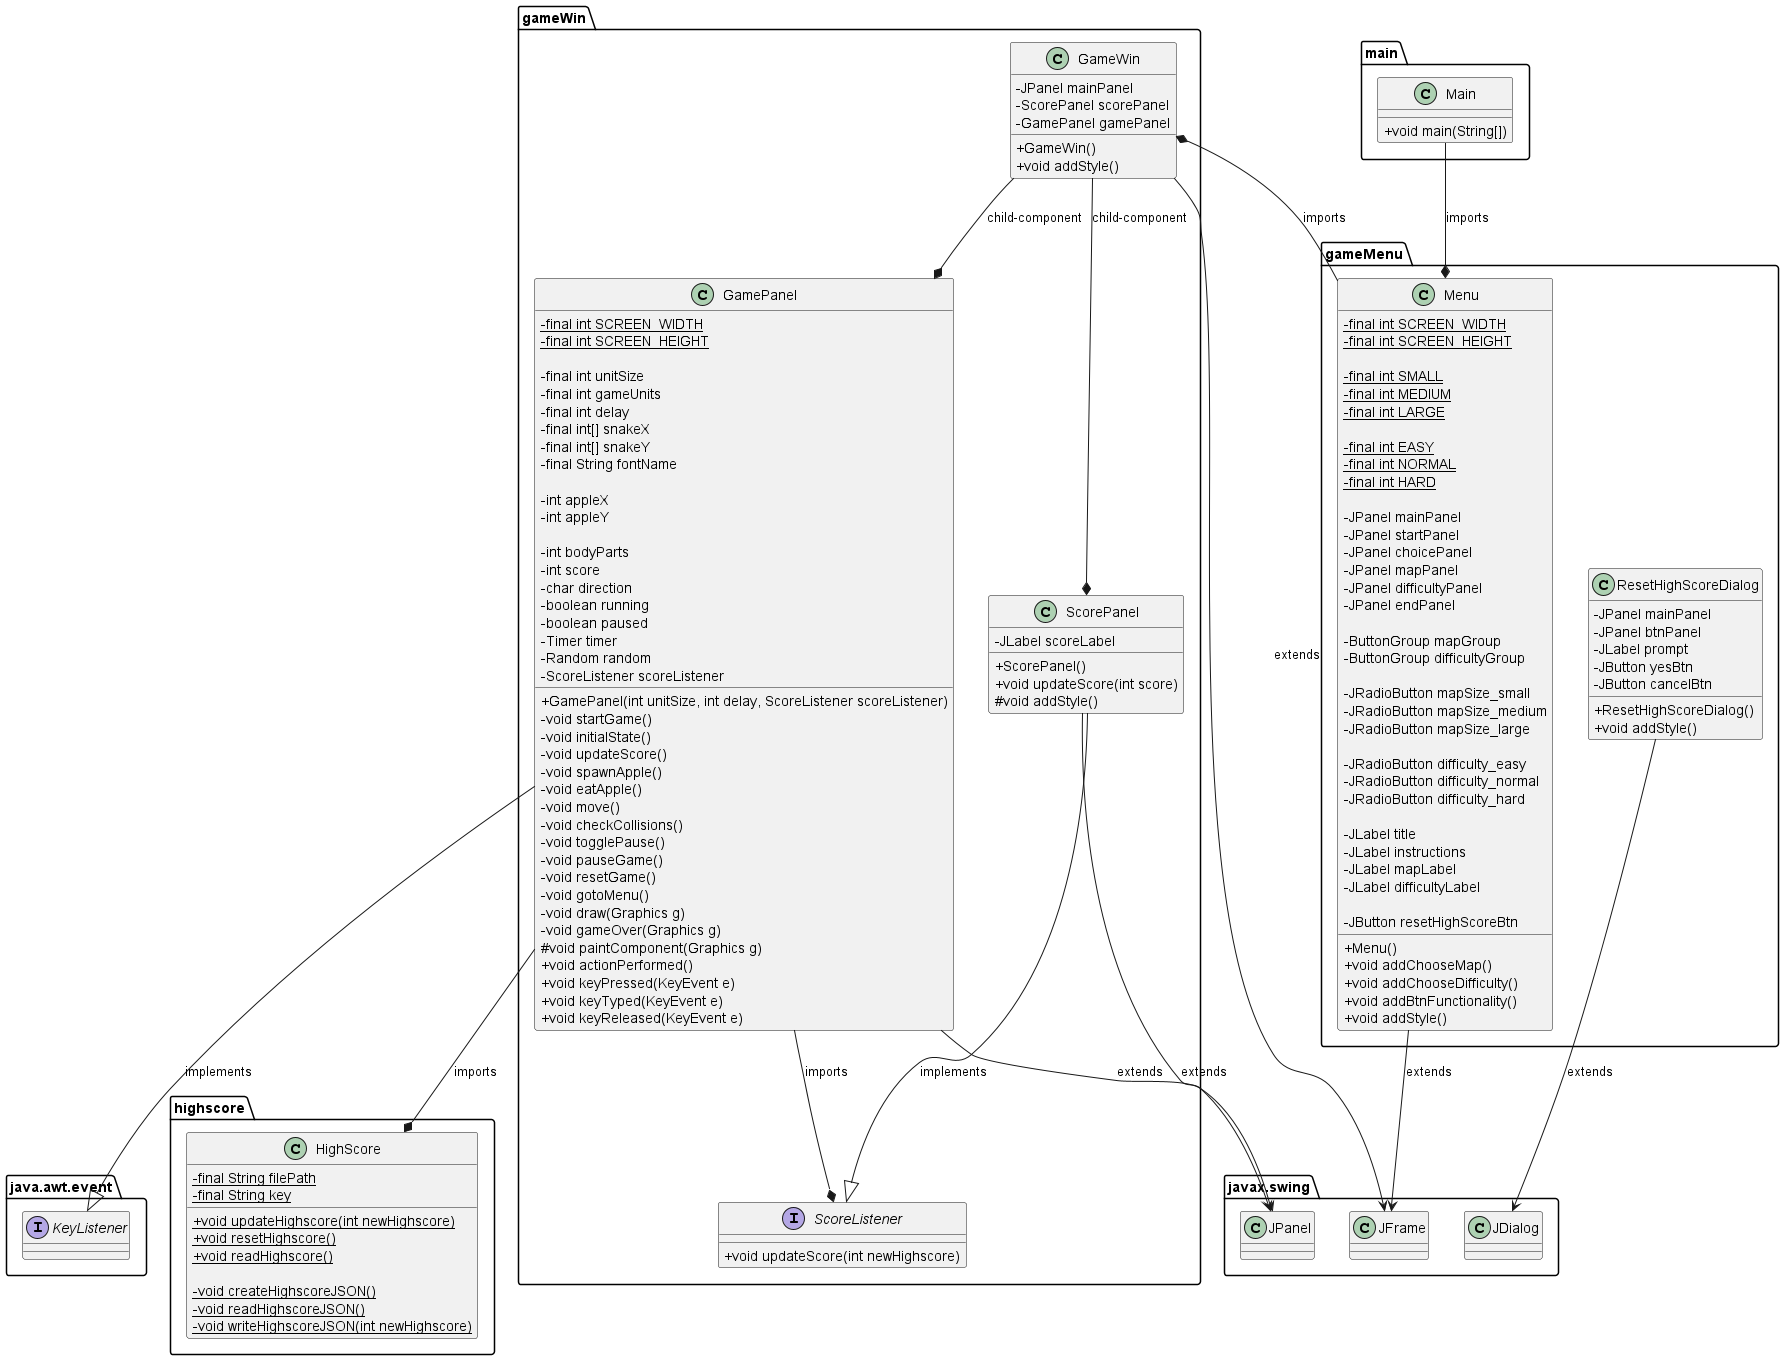 gameWin
GameWin
-JPanel mainPanel
-ScorePanel scorePanel
-GamePanel gamePanel
+GameWin()
+void addStyle()
main
Main
+void main(String[])
child-component
child-component
imports
imports
gameMenu
GamePanel
-final int SCREEN_WIDTH
-final int SCREEN_HEIGHT
-final int unitSize
-final int gameUnits
-final int delay
-final int[] snakeX
-final int[] snakeY
-final String fontName
-int appleX
-int appleY
-int bodyParts
-int score
-char direction
-boolean running
-boolean paused
-Timer timer
-Random random
-ScoreListener scoreListener
+GamePanel(int unitSize, int delay, ScoreListener scoreListener)
-void startGame()
-void initialState()
-void updateScore()
-void spawnApple()
-void eatApple()
-void move()
-void checkCollisions()
-void togglePause()
-void pauseGame()
-void resetGame()
-void gotoMenu()
-void draw(Graphics g)
-void gameOver(Graphics g)
#void paintComponent(Graphics g)
+void actionPerformed()
+void keyPressed(KeyEvent e)
+void keyTyped(KeyEvent e)
+void keyReleased(KeyEvent e)
ScorePanel
-JLabel scoreLabel
+ScorePanel()
+void updateScore(int score)
#void addStyle()
extends
Menu
-final int SCREEN_WIDTH
-final int SCREEN_HEIGHT
-final int SMALL
-final int MEDIUM
-final int LARGE
-final int EASY
-final int NORMAL
-final int HARD
-JPanel mainPanel
-JPanel startPanel
-JPanel choicePanel
-JPanel mapPanel
-JPanel difficultyPanel
-JPanel endPanel
-ButtonGroup mapGroup
-ButtonGroup difficultyGroup
-JRadioButton mapSize_small
-JRadioButton mapSize_medium
-JRadioButton mapSize_large
-JRadioButton difficulty_easy
-JRadioButton difficulty_normal
-JRadioButton difficulty_hard
-JLabel title
-JLabel instructions
-JLabel mapLabel
-JLabel difficultyLabel
-JButton resetHighScoreBtn
+Menu()
+void addChooseMap()
+void addChooseDifficulty()
+void addBtnFunctionality()
+void addStyle()
ResetHighScoreDialog
-JPanel mainPanel
-JPanel btnPanel
-JLabel prompt
-JButton yesBtn
-JButton cancelBtn
+ResetHighScoreDialog()
+void addStyle()
implements
imports
imports
implements
extends
extends
extends
extends
highscore
HighScore
-final String filePath
-final String key
+void updateHighscore(int newHighscore)
+void resetHighscore()
+void readHighscore()
-void createHighscoreJSON()
-void readHighscoreJSON()
-void writeHighscoreJSON(int newHighscore)
java.awt.event
KeyListener
ScoreListener
+void updateScore(int newHighscore)
javax.swing
JPanel
JFrame
JDialog
C
C
C
C
C
C
C
C
C
C
I
I